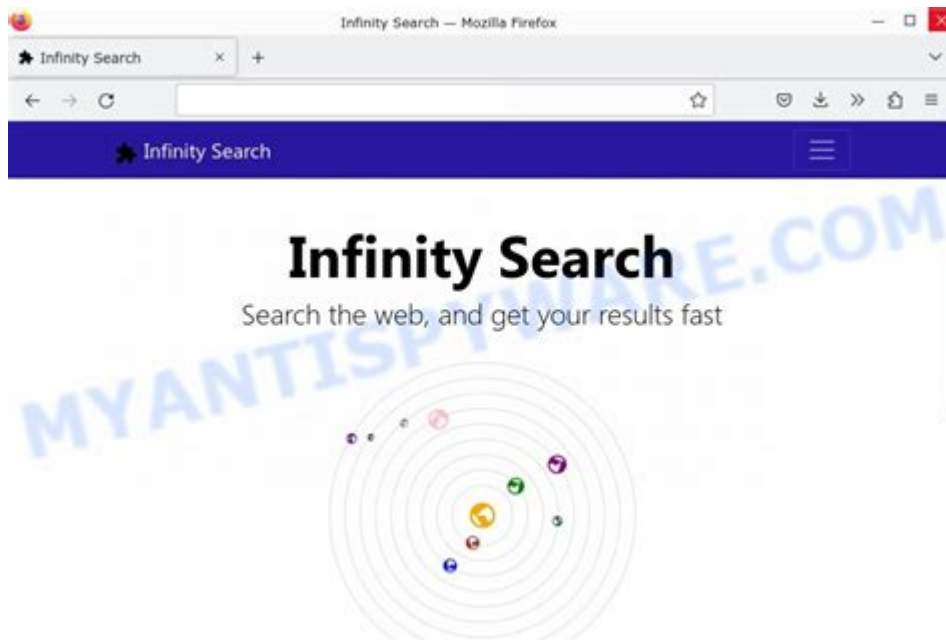 Infinity Search — Mozilla Firefox
Infinity Search
Infinity Search
Infinity Search
Search the web, and get your results fast
MYANTISPYWARE.COM